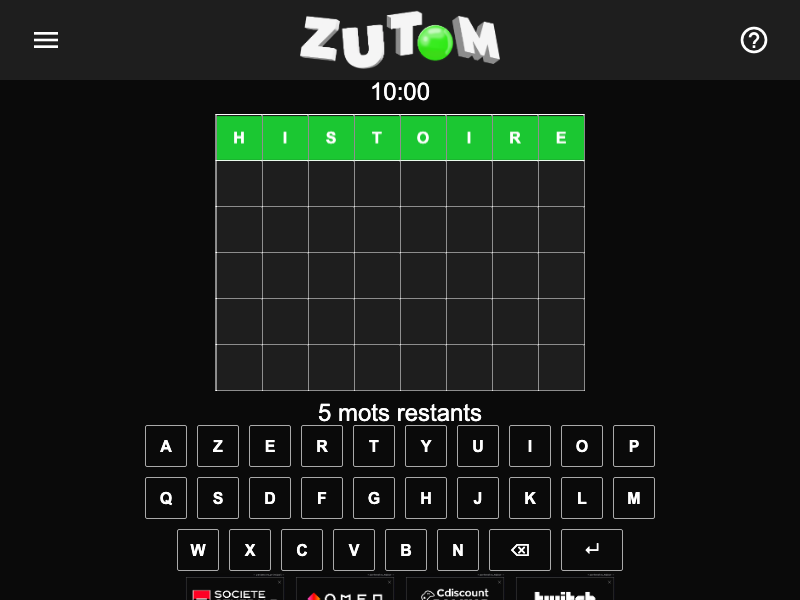 ZUTOM
10:00
H I S T O I R E
5 mots restants
A Z E R T Y U I O P
Q S D F G H J K L M
W X C V B N
SOCIETE OMEN Cdiscount twitch